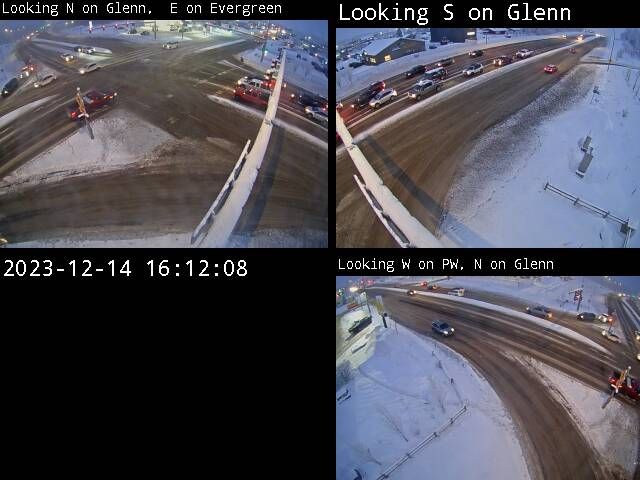 Looking N on Glenn,  E on Evergreen
Looking S on Glenn
2023-12-14 16:12:08
Looking W on PW, N on Glenn